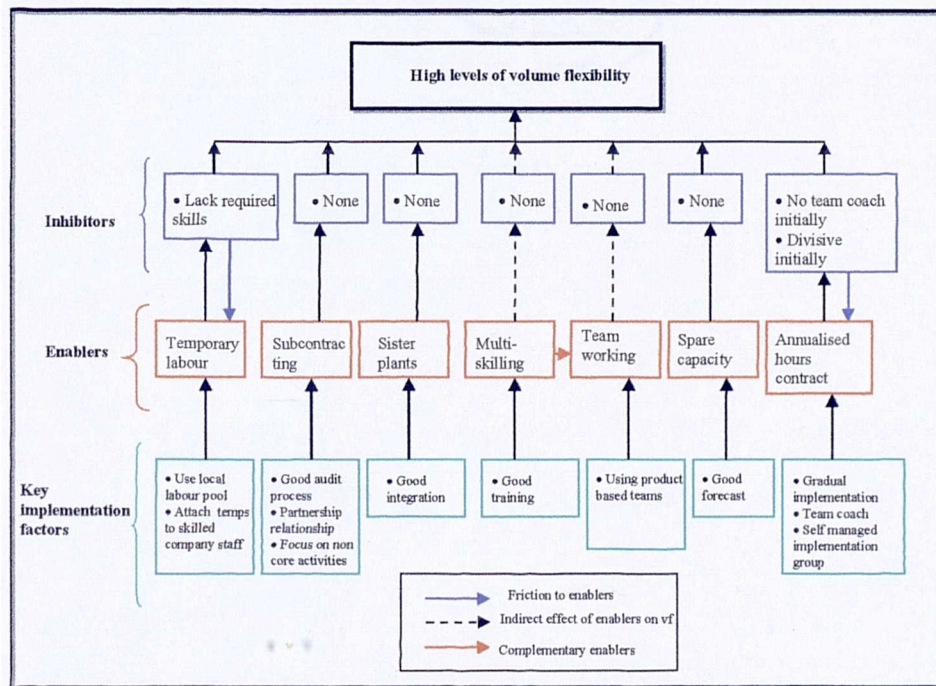 High levels of volume flexibility
Inhibitors
• Lack required
skills
• None
• None
• None
• None
• None
• No team coach
initially
• Divisive
initially
Enablers
Temporary
labour
Subcontrac
ting
Sister
plants
Multi-
skilling
Team
working
Spare
capacity
Annualised
hours
contract
Key
implementation
factors
• Use local
labour pool
• Attach temps
to skilled
company staff
• Good audit
process
• Partnership
relationship
• Focus on non
core activities
• Good
integration
• Good
training
• Using product
based teams
• Good
forecast
• Gradual
implementation
• Team coach
• Self managed
implementation
group
Friction to enablers
Indirect effect of enablers on vf
Complementary enablers